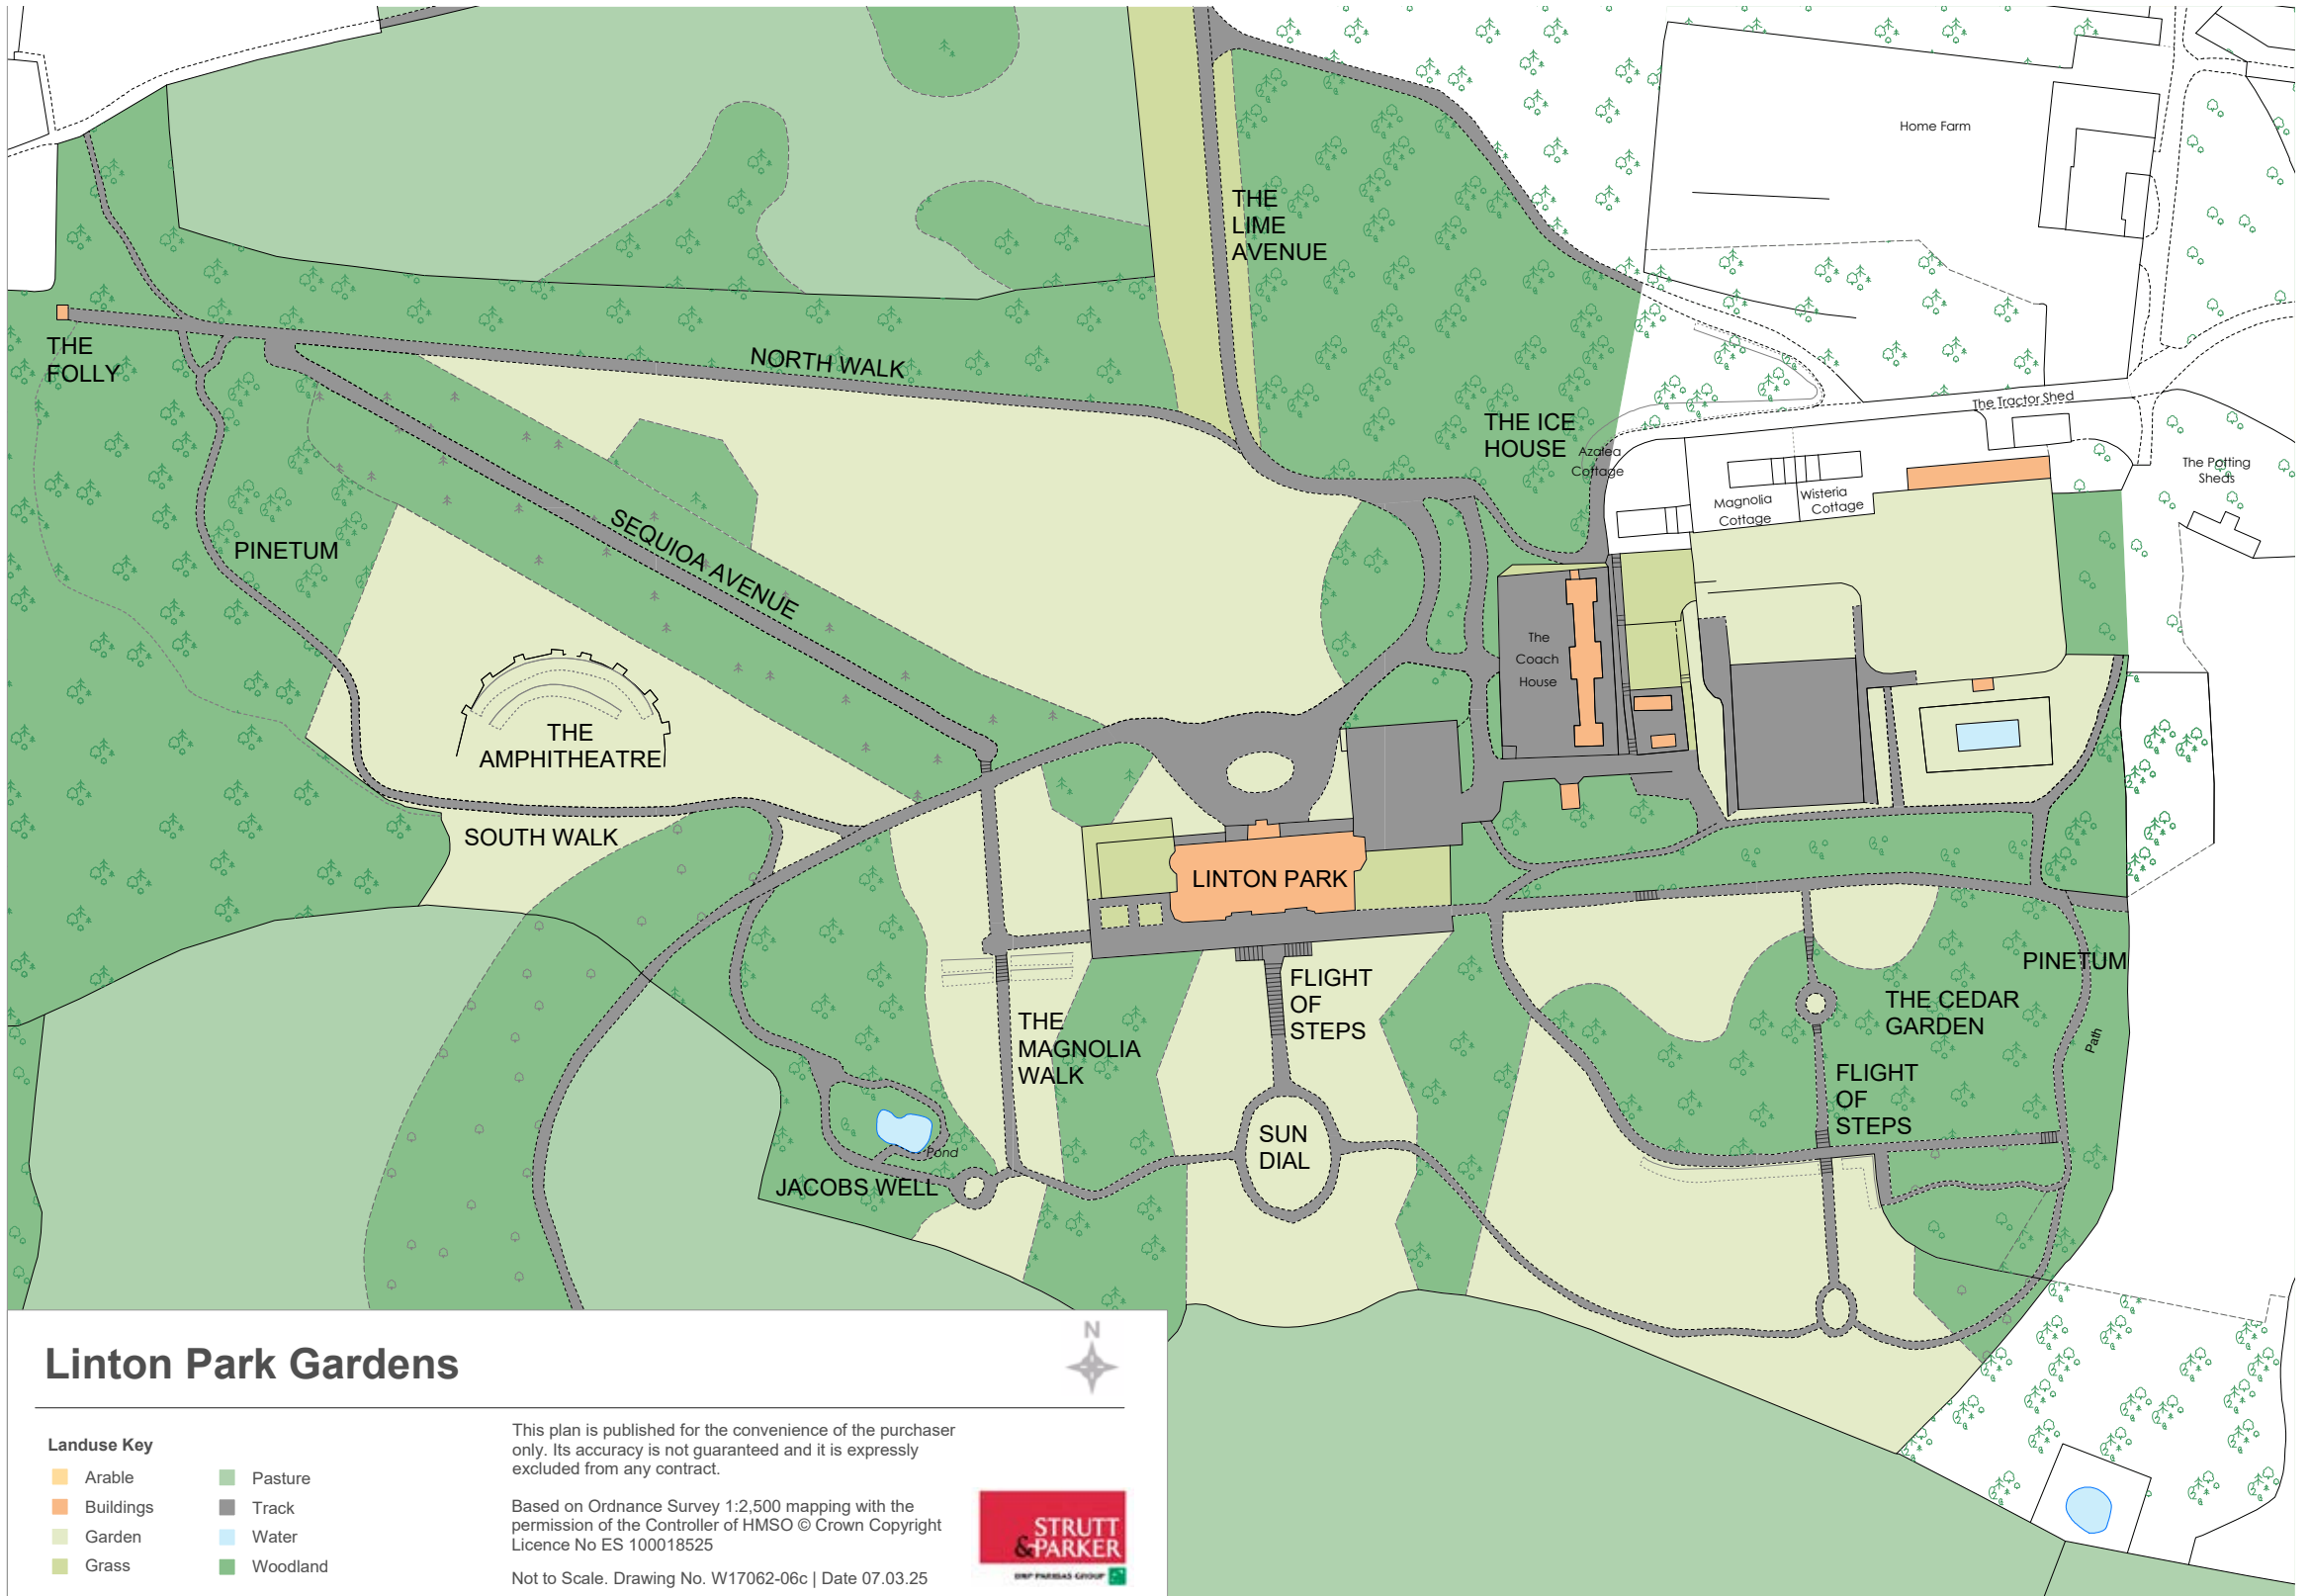 Home Farm
THE
LIME
AVENUE
THE
FOLLY
NORTH WALK
THE ICE
HOUSE
Azalea
Cottage
The Tractor Shed
The Potting
Sheds
Magnolia
Cottage
Wisteria
Cottage
SEQUIOA AVENUE
PINETUM
The
Coach
House
THE
AMPHITHEATRE
SOUTH WALK
LINTON PARK
FLIGHT
OF
STEPS
PINETUM
THE CEDAR
GARDEN
Path
THE
MAGNOLIA
WALK
FLIGHT
OF
STEPS
SUN
DIAL
Pond
JACOBS WELL
Linton Park Gardens
N
Landuse Key
Arable
Buildings
Garden
Grass
Pasture
Track
Water
Woodland
This plan is published for the convenience of the purchaser
only. Its accuracy is not guaranteed and it is expressly
excluded from any contract.
Based on Ordnance Survey 1:2,500 mapping with the
permission of the Controller of HMSO © Crown Copyright
Licence No ES 100018525
Not to Scale. Drawing No. W17062-06c | Date 07.03.25
STRUTT
&PARKER
BNP PARIBAS GROUP